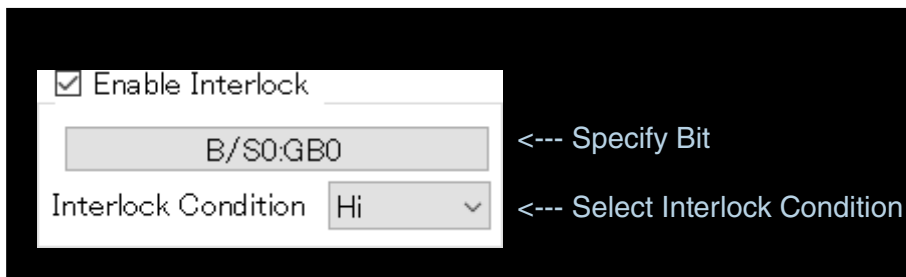 Enable Interlock
B/S0:GB0 <--- Specify Bit
Interlock Condition Hi <--- Select Interlock Condition